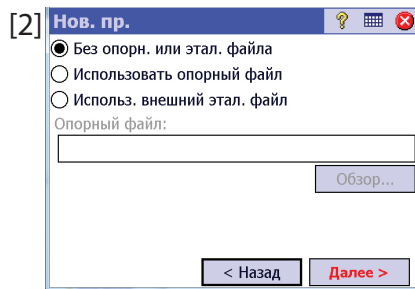 [2]
Нов. пр.
Без опорн. или этал. файла
Использовать опорный файл
Использ. внешний этал. файл
Опорный файл:
Обзор...
< Назад Далее >